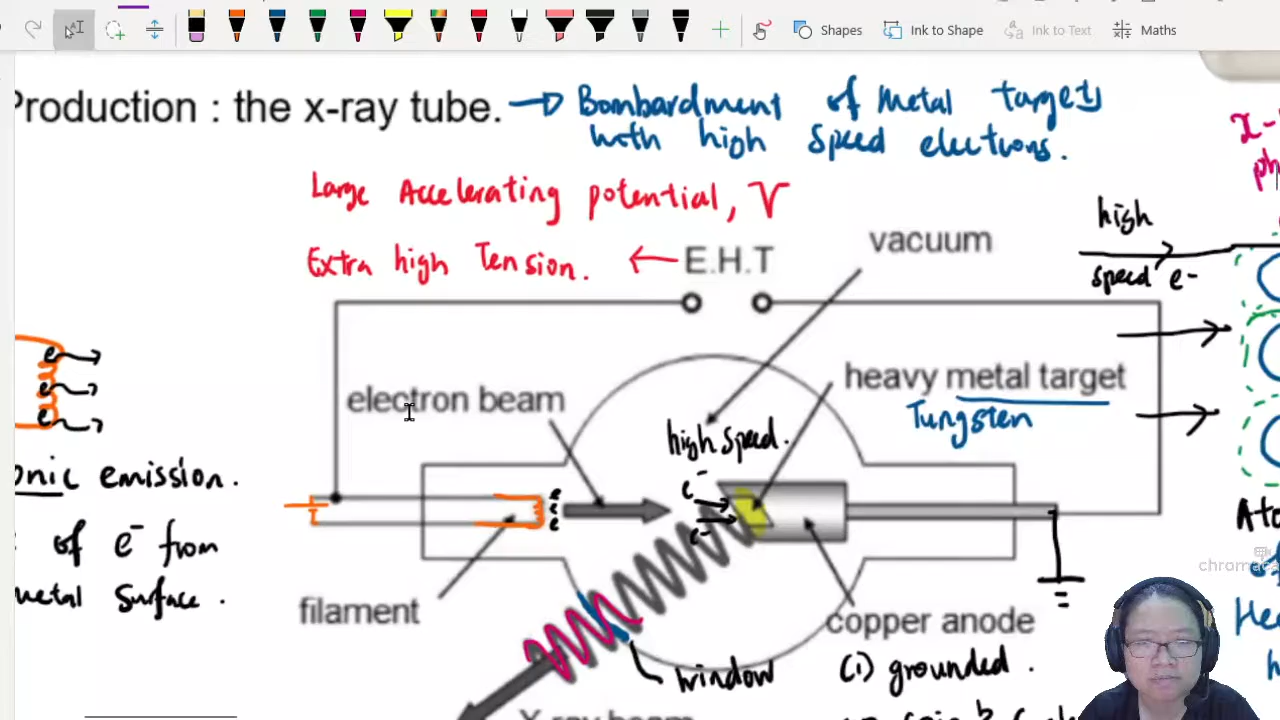 Shapes
Ink to Shape
Ink to Text
Maths
Production : the x-ray tube.
Bombardment of Metal targets
with high speed electrons.
Large Accelerating potential, V
Extra high Tension.
E.H.T
vacuum
high
speed e-
electron beam
heavy metal target
Tungsten
high speed.
e
e
e
e-
e-
e
e
e
onic emission.
of e- from
metal surface.
filament
copper anode
(i) grounded.
window
X-ray beam